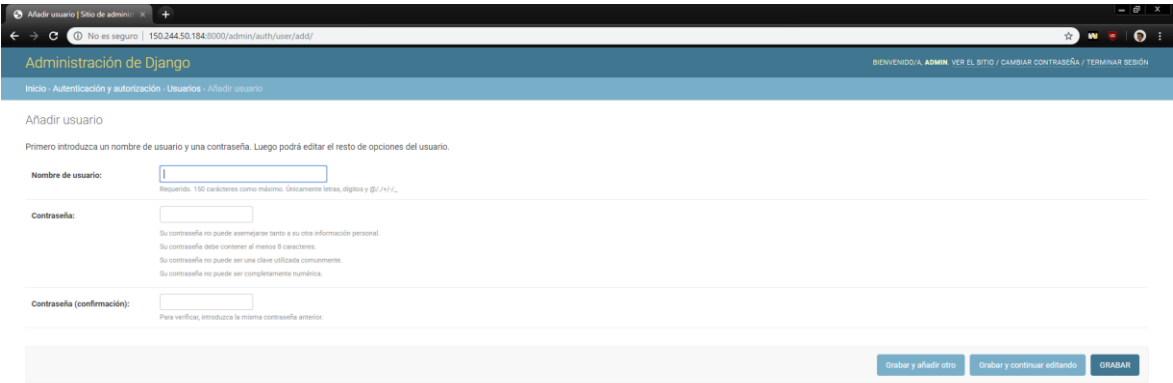 Añadir usuario | Sitio de adminis
No es seguro | 150.244.50.184:8000/admin/auth/user/add/
Administración de Django
BIENVENIDO/A, ADMIN. VER EL SITIO / CAMBIAR CONTRASEÑA / TERMINAR SESIÓN
Inicio › Autenticación y autorización › Usuarios › Añadir usuario
Añadir usuario
Primero introduzca un nombre de usuario y una contraseña. Luego podrá editar el resto de opciones del usuario.
Nombre de usuario:
Requerido. 150 carácteres como máximo. Únicamente letras, dígitos y @/./+/-/_
Contraseña:
Su contraseña no puede asemejarse tanto a su otra información personal.
Su contraseña debe contener al menos 8 caracteres.
Su contraseña no puede ser una clave utilizada comunmente.
Su contraseña no puede ser completamente numérica.
Contraseña (confirmación):
Para verificar, introduzca la misma contraseña anterior.
Grabar y añadir otro
Grabar y continuar editando
GRABAR